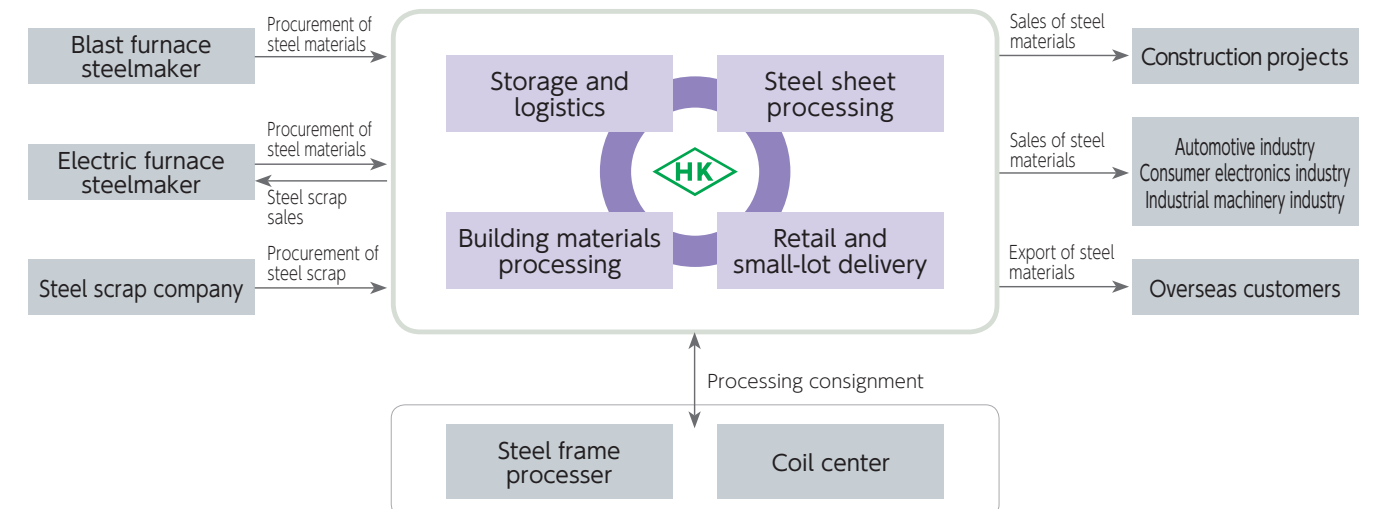 Blast furnace
steelmaker
Procurement of
steel materials
Electric furnace
steelmaker
Procurement of
steel materials
Steel scrap
sales
Steel scrap company
Procurement of
steel scrap
Storage and
logistics
Steel sheet
processing
HK
Building materials
processing
Retail and
small-lot delivery
Sales of steel
materials
Construction projects
Sales of steel
materials
Automotive industry
Consumer electronics industry
Industrial machinery industry
Export of steel
materials
Overseas customers
Processing consignment
Steel frame
processer
Coil center